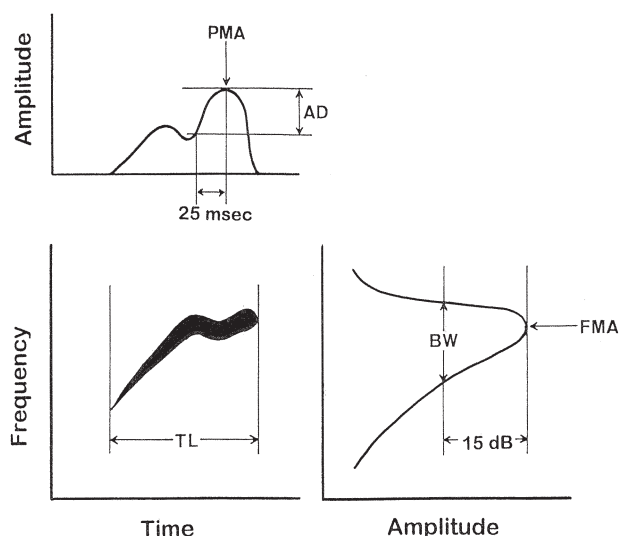 PMA
Amplitude
AD
25 msec
Frequency
TL
Time
BW
FMA
15 dB
Amplitude